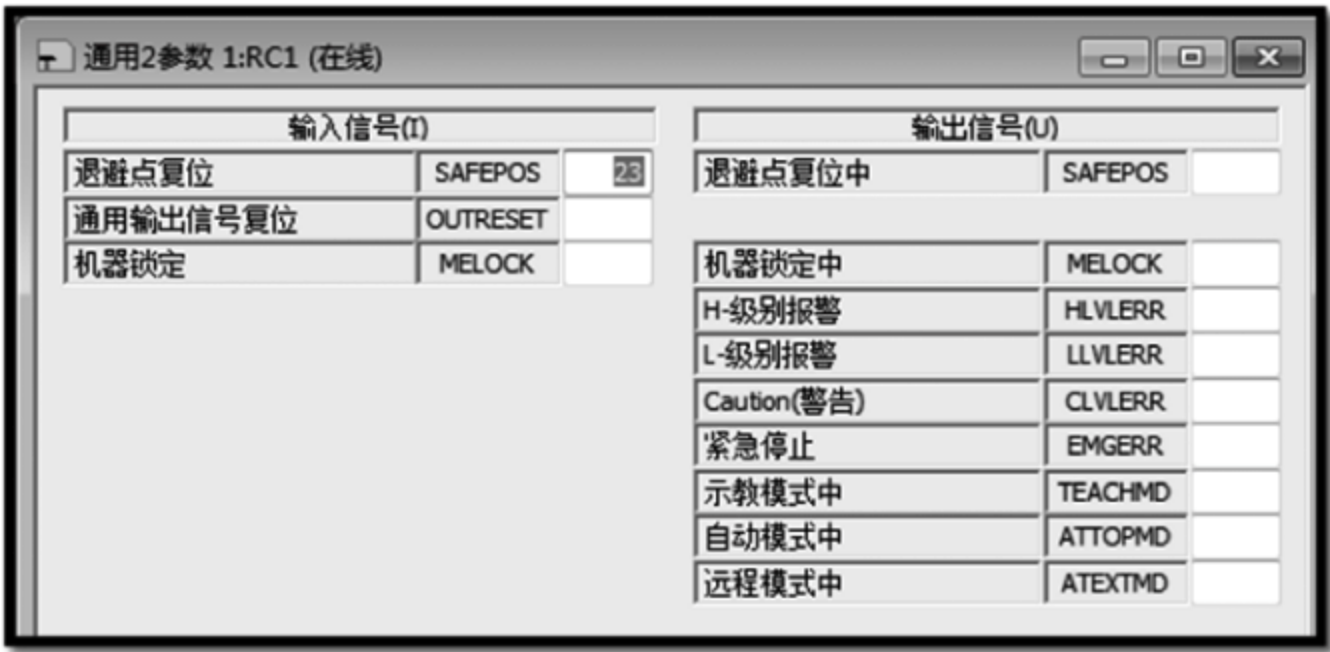 通用2参数 1:RC1 (在线)
输入信号(I)
退避点复位 SAFEPOS 23
通用输出信号复位 OUTRESET
机器锁定 MELOCK
输出信号(U)
退避点复位中 SAFEPOS
机器锁定中 MELOCK
H-级别报警 HLVLERR
L-级别报警 LLVLERR
Caution(警告) CLVLERR
紧急停止 EMGERR
示教模式中 TEACHMD
自动模式中 ATTOPMD
远程模式中 ATEXTMD